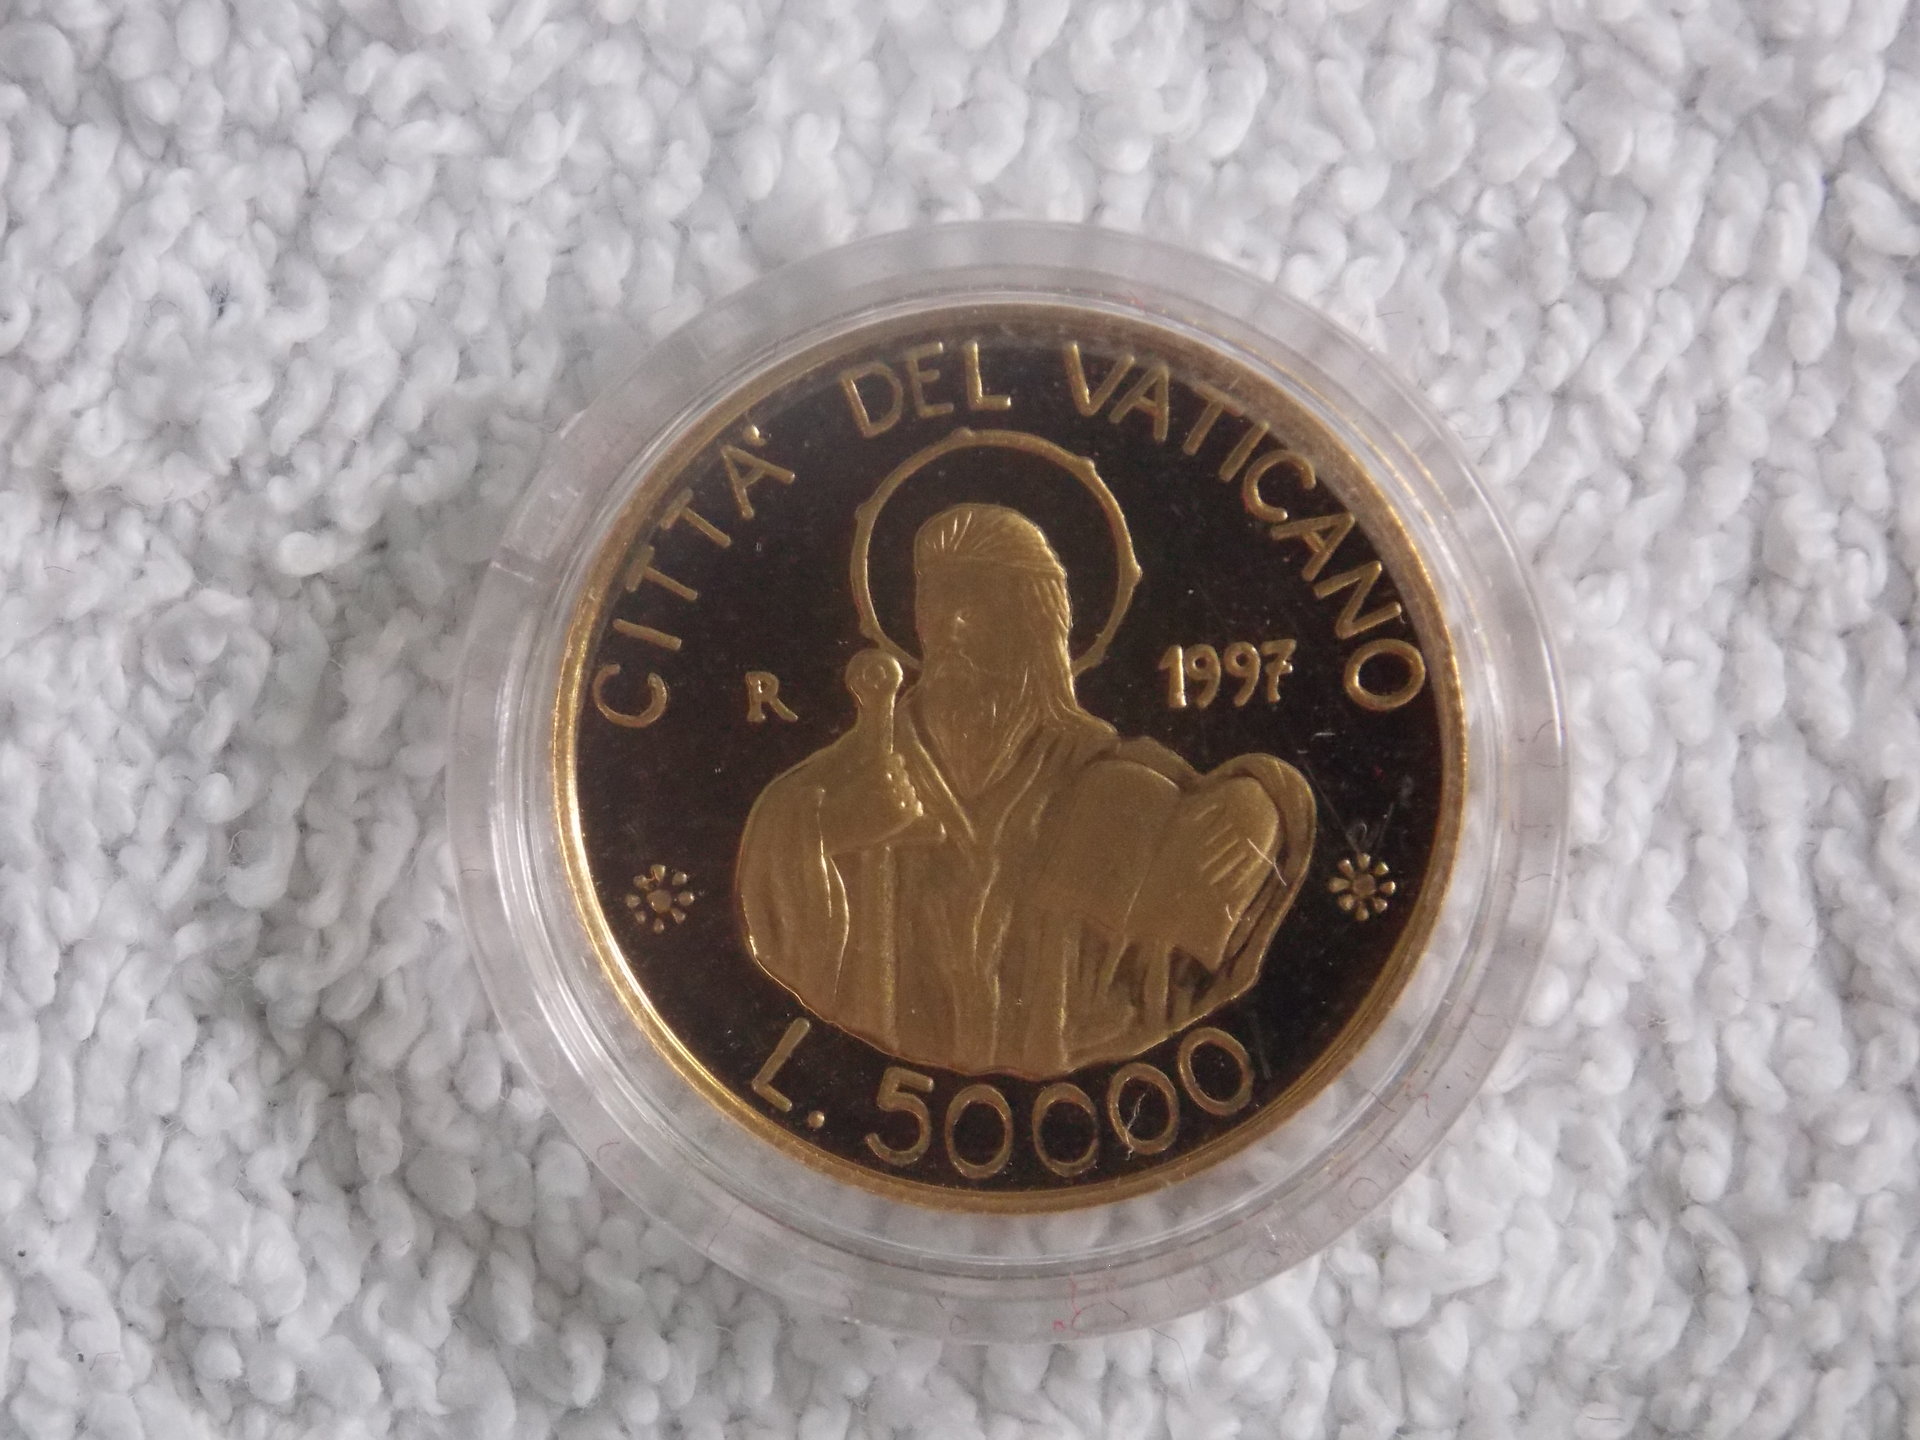 CITTA' DEL VATICANO
R 1997
L. 50000